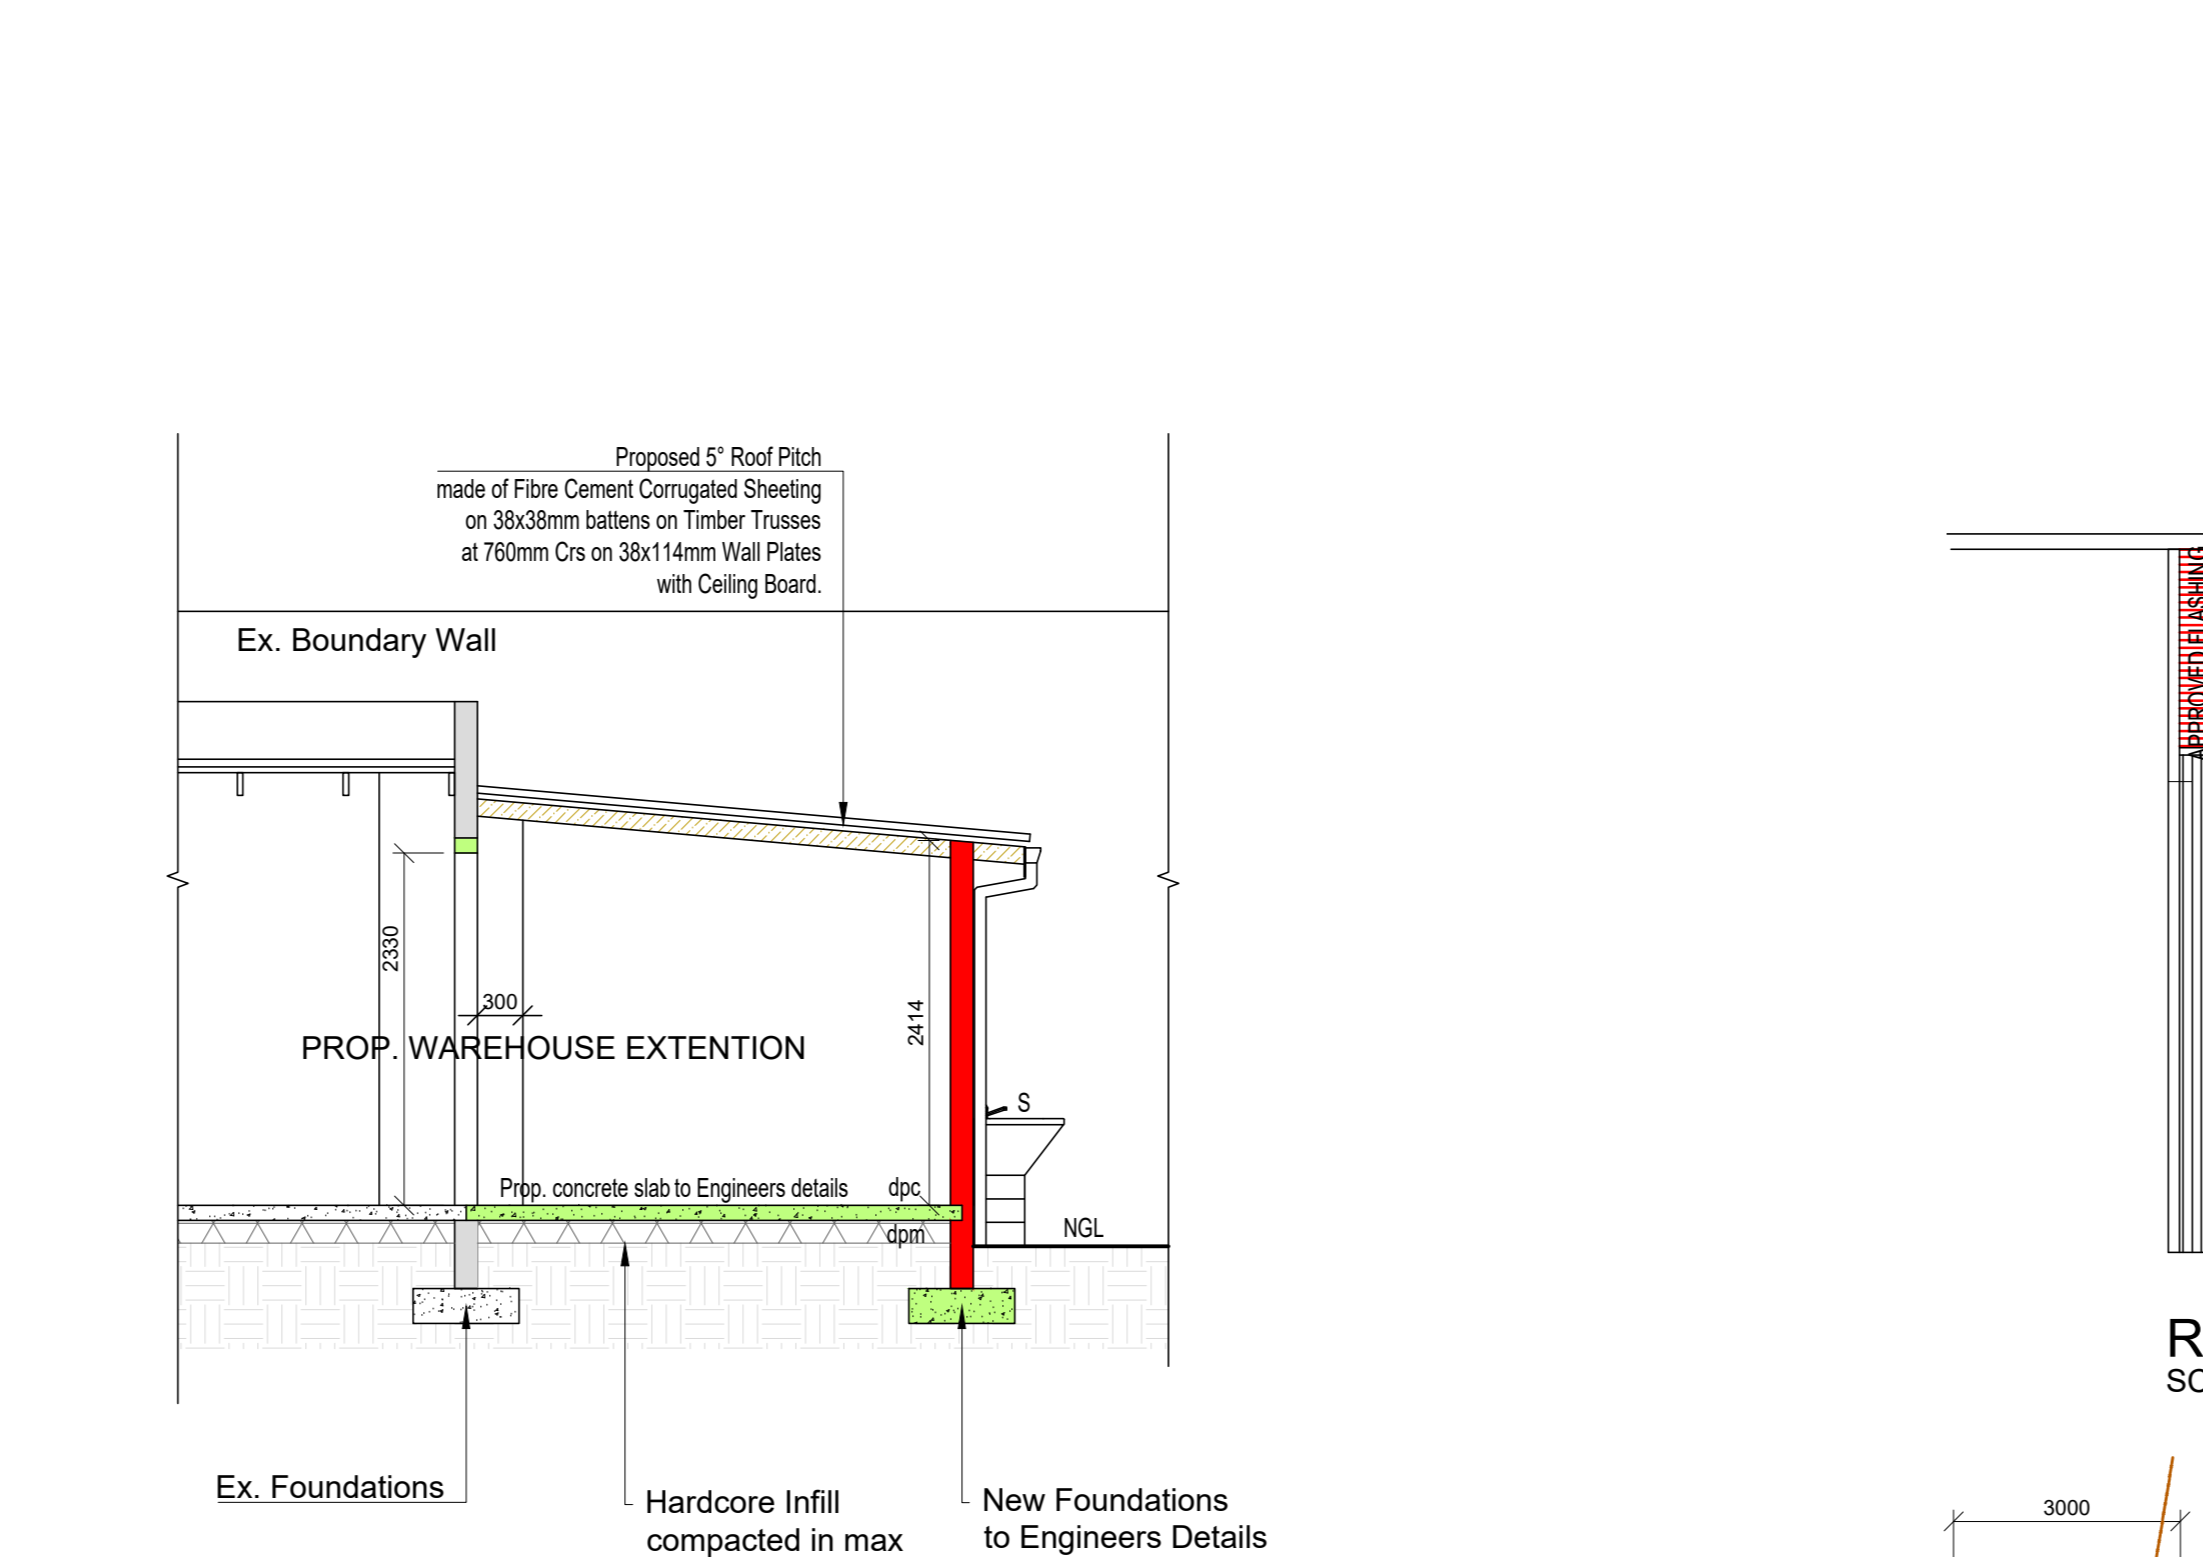 Proposed 5° Roof Pitch
made of Fibre Cement Corrugated Sheeting
on 38x38mm battens on Timber Trusses
at 760mm Crs on 38x114mm Wall Plates
with Ceiling Board.
Ex. Boundary Wall
2330
300
2414
PROP. WAREHOUSE EXTENTION
S
Prop. concrete slab to Engineers details
dpc
dpm
NGL
Ex. Foundations
Hardcore Infill
compacted in max
New Foundations
to Engineers Details
APPROVED FLASHING
R
SC
3000